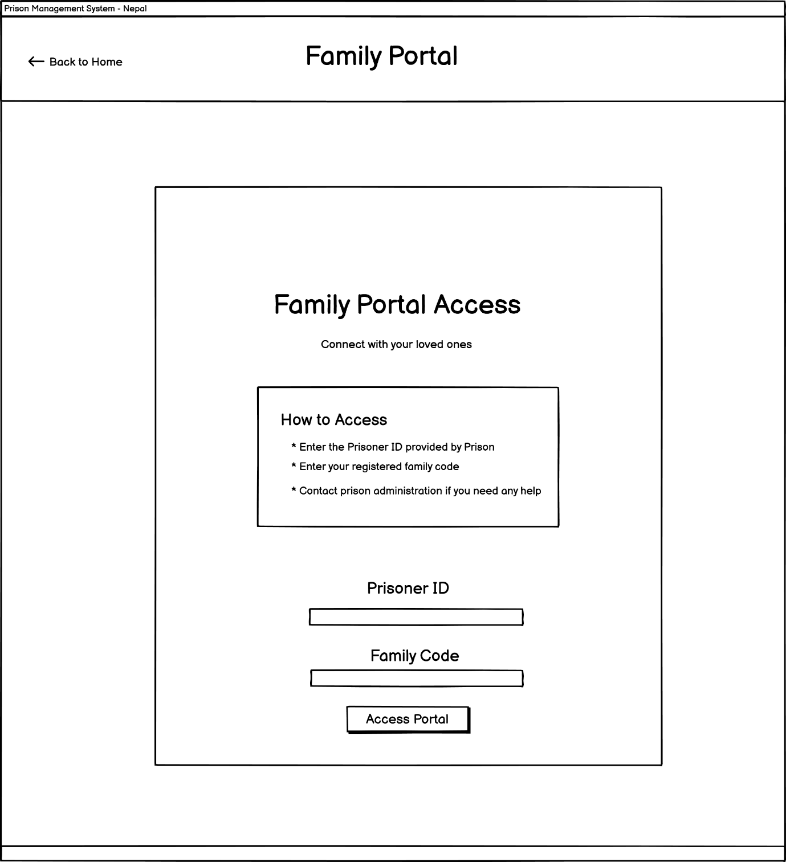 Prison Management System - Nepal
← Back to Home
Family Portal
Family Portal Access
Connect with your loved ones
How to Access
* Enter the Prisoner ID provided by Prison
* Enter your registered family code
* Contact prison administration if you need any help
Prisoner ID
Family Code
Access Portal